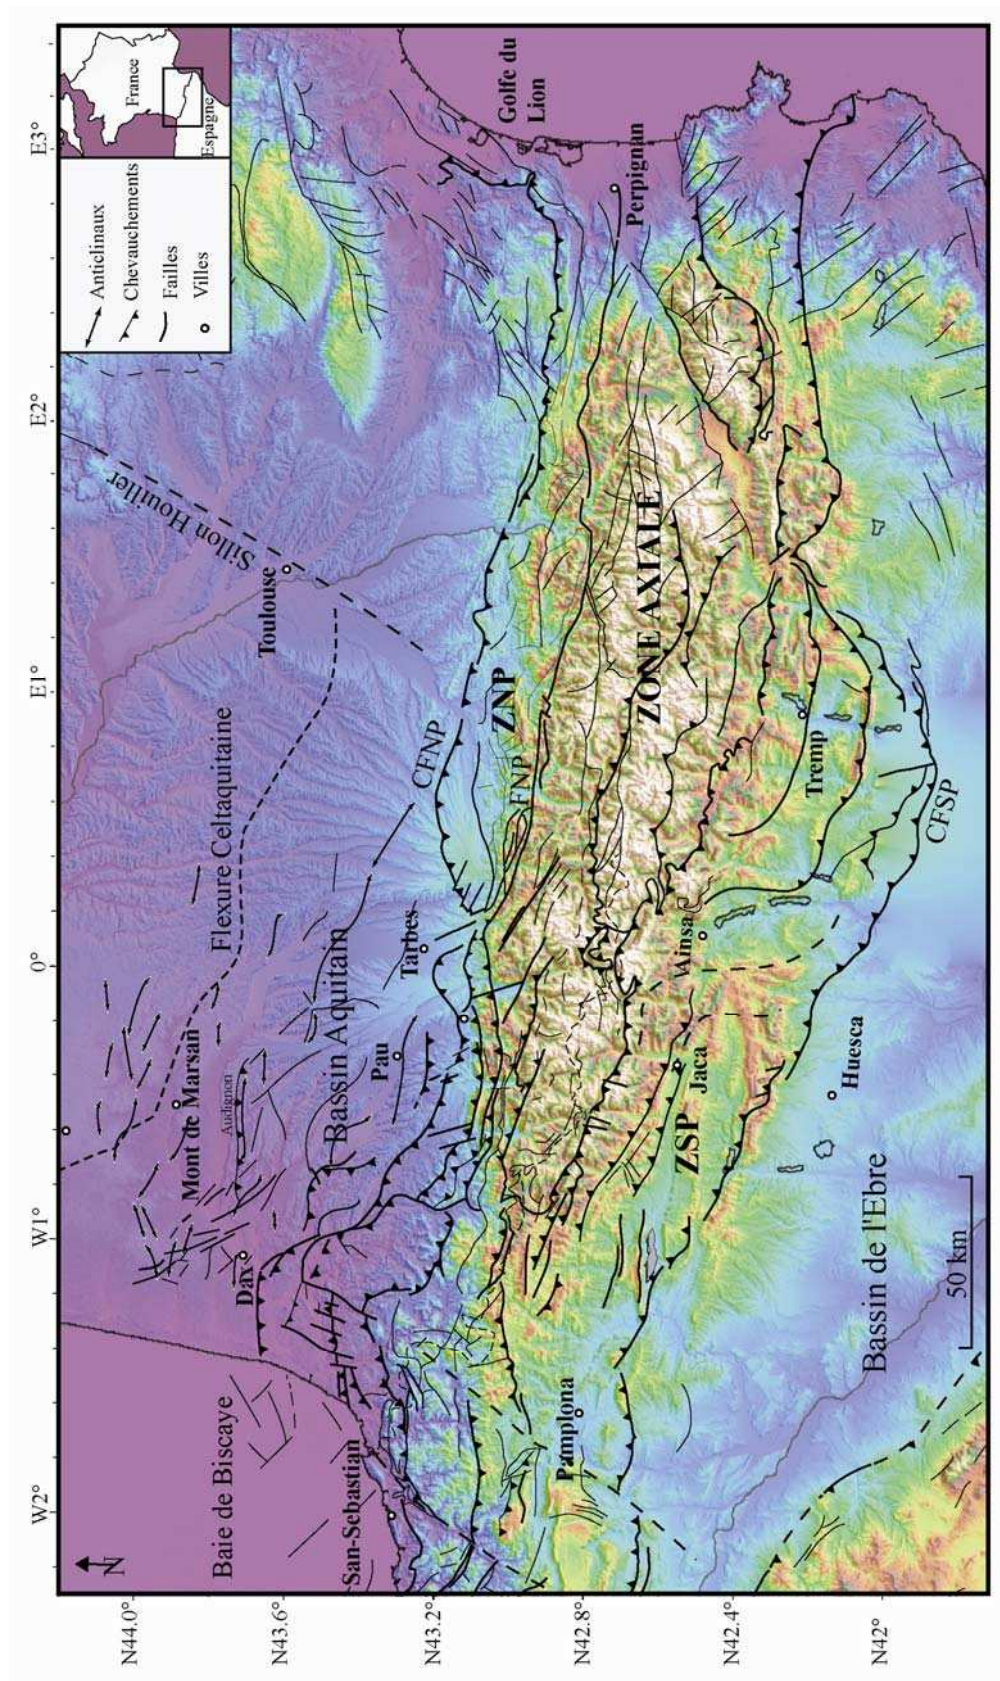 W2°
W1°
0°
E1°
E2°
E3°
N44.0°
N43.6°
N43.2°
N42.8°
N42.4°
N42°
N
Baie de Biscaye
San-Sebastian
Dax
Mont de Marsan
Audignon
Flexure Celtaquitaine
Bassin Aquitain
Pau
Tarbes
Toulouse
Sillon Houiller
CFNP
ZNP
FNP
ZONE AXIALE
Anticlinaux
Chevauchements
Failles
Villes
France
Espagne
Golfe du
Lion
Perpignan
Pamplona
ZSP
Jaca
Ainsa
Tremp
CFSP
Huesca
Bassin de l'Ebre
50 km